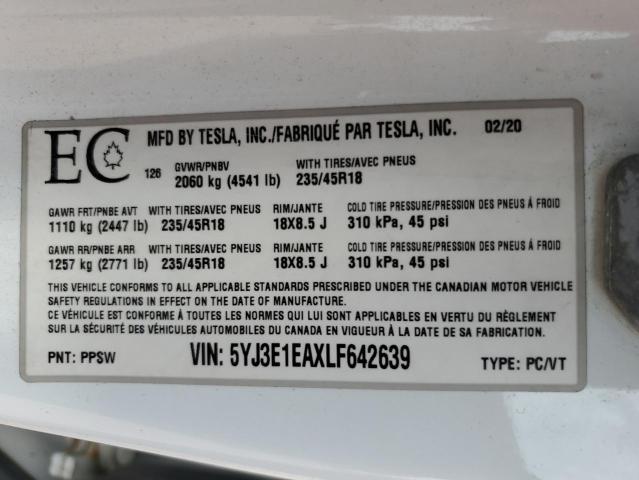 EC MFD BY TESLA, INC./FABRIQUÉ PAR TESLA, INC. 02/20
126 GVWR/PNBV WITH TIRES/AVEC PNEUS
2060 kg (4541 lb) 235/45R18
GAWR FRT/PNBE AVT WITH TIRES/AVEC PNEUS RIM/JANTE COLD TIRE PRESSURE/PRESSION DES PNEUS À FROID
1110 kg (2447 lb) 235/45R18 18X8.5 J 310 kPa, 45 psi
GAWR RR/PNBE ARR WITH TIRES/AVEC PNEUS RIM/JANTE COLD TIRE PRESSURE/PRESSION DES PNEUS À FROID
1257 kg (2771 lb) 235/45R18 18X8.5 J 310 kPa, 45 psi
THIS VEHICLE CONFORMS TO ALL APPLICABLE STANDARDS PRESCRIBED UNDER THE CANADIAN MOTOR VEHICLE
SAFETY REGULATIONS IN EFFECT ON THE DATE OF MANUFACTURE.
CE VÉHICULE EST CONFORME À TOUTES LES NORMES QUI LUI SONT APPLICABLES EN VERTU DU RÈGLEMENT
SUR LA SÉCURITÉ DES VÉHICULES AUTOMOBILES DU CANADA EN VIGUEUR À LA DATE DE SA FABRICATION.
PNT: PPSW VIN: 5YJ3E1EAXLF642639 TYPE: PC/VT